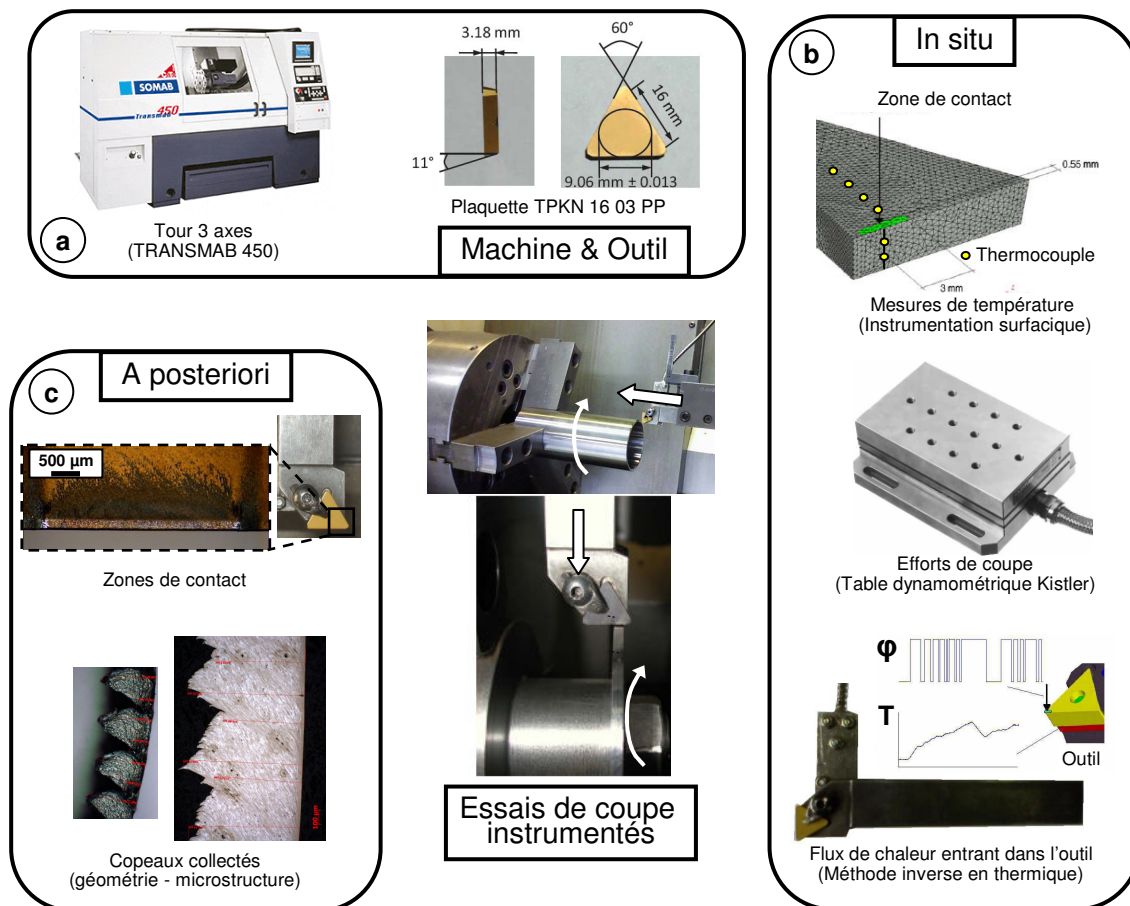 a
SOMAB
Transmab 450
Tour 3 axes
(TRANSMAB 450)
3.18 mm
11°
60°
16 mm
9.06 mm ± 0.013
Plaquette TPKN 16 03 PP
Machine & Outil
b
In situ
Zone de contact
0.55 mm
Thermocouple
3 mm
Mesures de température
(Instrumentation surfacique)
Efforts de coupe
(Table dynamométrique Kistler)
φ
T
Outil
Flux de chaleur entrant dans l'outil
(Méthode inverse en thermique)
c
A posteriori
500 µm
Zones de contact
100 µm
Copeaux collectés
(géométrie - microstructure)
Essais de coupe
instrumentés